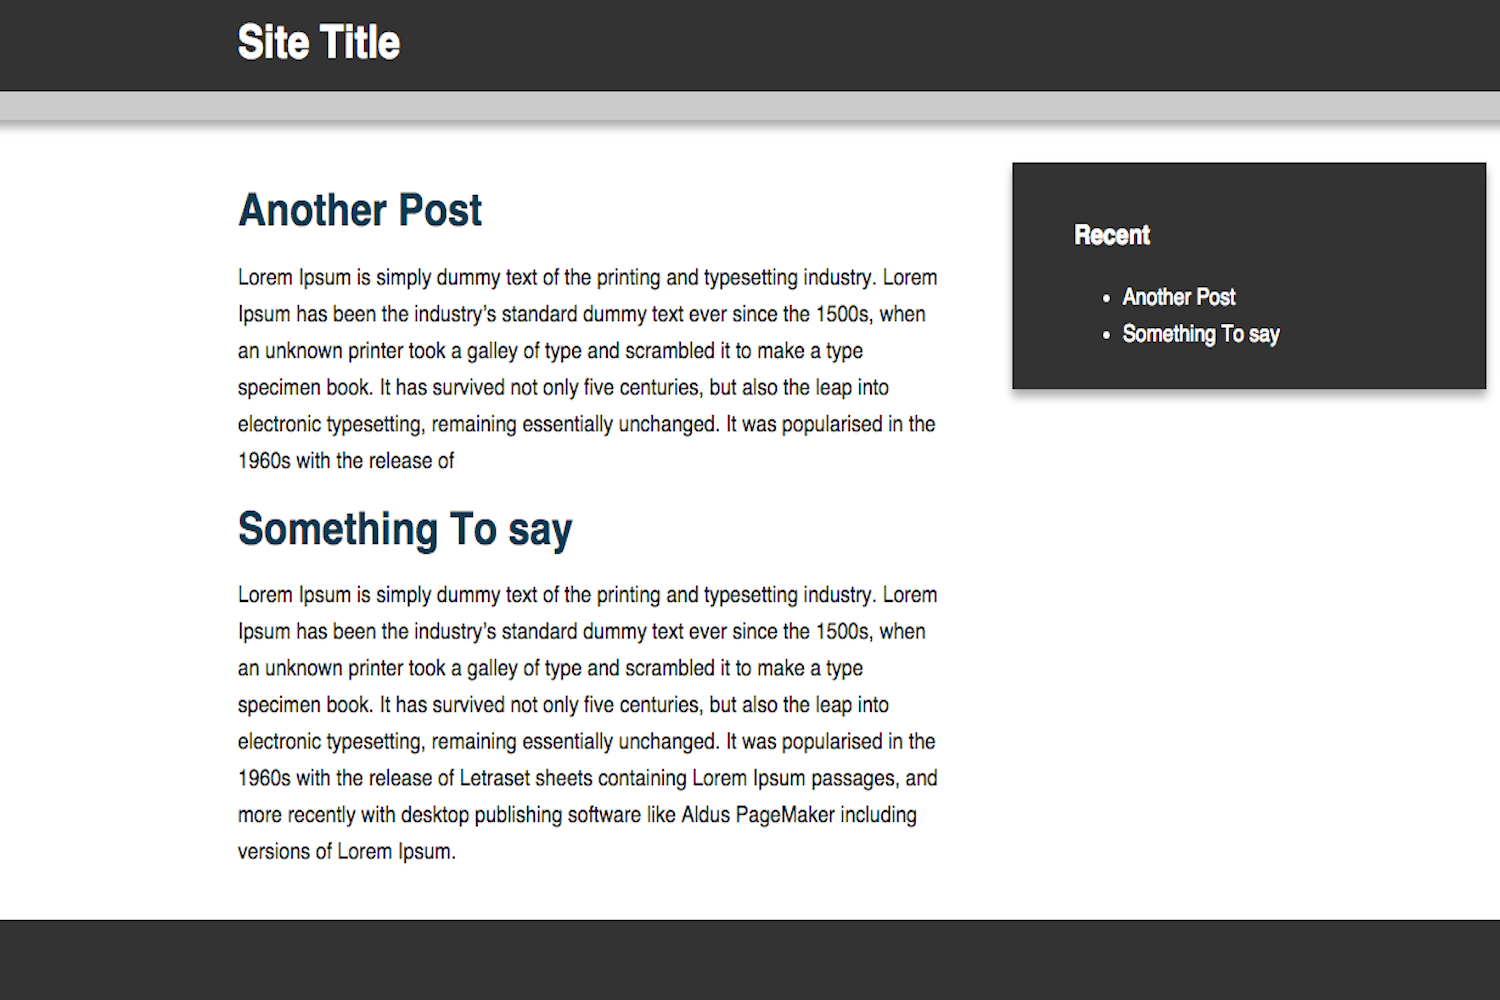 Site Title
Another Post
Lorem Ipsum is simply dummy text of the printing and typesetting industry. Lorem
Ipsum has been the industry’s standard dummy text ever since the 1500s, when
an unknown printer took a galley of type and scrambled it to make a type
specimen book. It has survived not only five centuries, but also the leap into
electronic typesetting, remaining essentially unchanged. It was popularised in the
1960s with the release of
Something To say
Lorem Ipsum is simply dummy text of the printing and typesetting industry. Lorem
Ipsum has been the industry’s standard dummy text ever since the 1500s, when
an unknown printer took a galley of type and scrambled it to make a type
specimen book. It has survived not only five centuries, but also the leap into
electronic typesetting, remaining essentially unchanged. It was popularised in the
1960s with the release of Letraset sheets containing Lorem Ipsum passages, and
more recently with desktop publishing software like Aldus PageMaker including
versions of Lorem Ipsum.
Recent
• Another Post
• Something To say